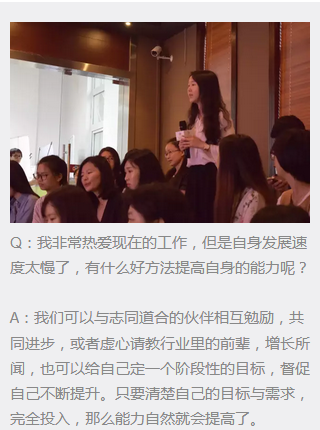 Q：我非常热爱现在的工作，但是自身发展速
度太慢了，有什么好方法提高自身的能力呢？
A：我们可以与志同道合的伙伴相互勉励，共
同进步，或者虚心请教行业里的前辈，增长所
闻，也可以给自己定一个阶段性的目标，督促
自己不断提升。只要清楚自己的目标与需求，
完全投入，那么能力自然就会提高了。